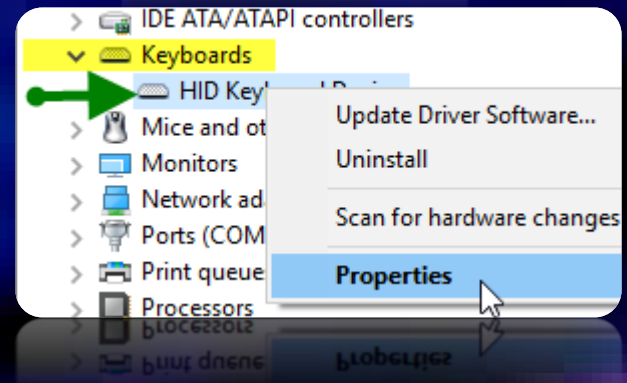 IDE ATA/ATAPI controllers
Keyboards
HID Key
Mice and ot
Update Driver Software...
Monitors
Uninstall
Network ad
Ports (COM
Scan for hardware changes
Print queue
Properties
Processors